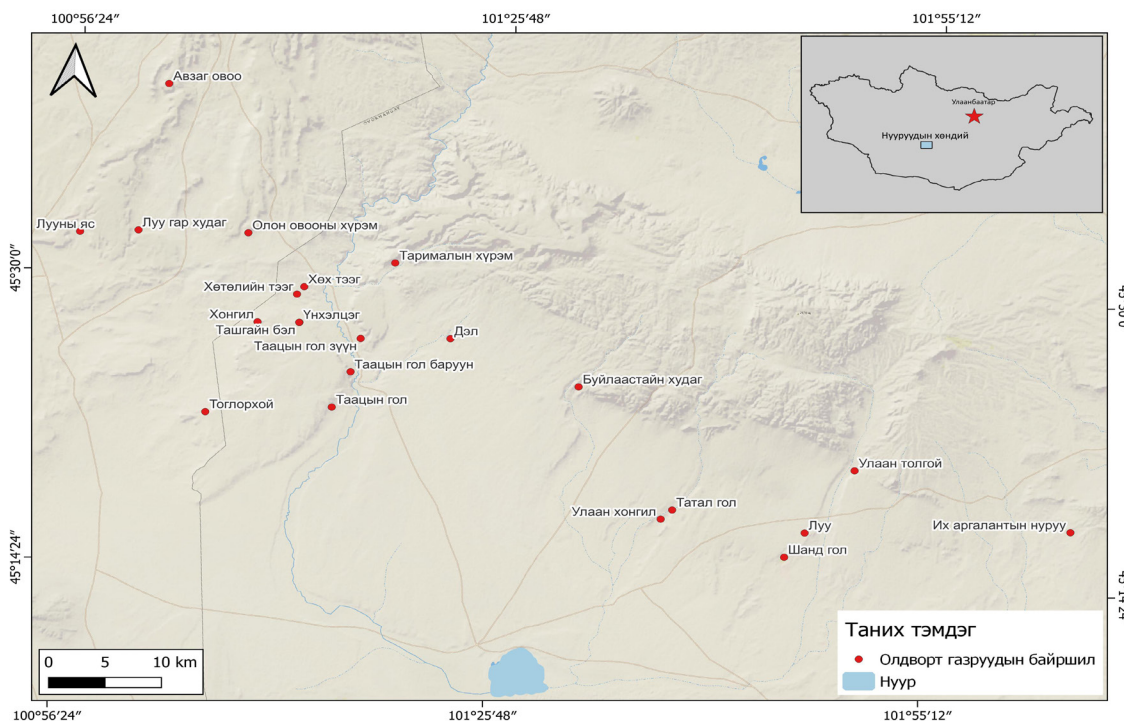 100°56′24″
101°25′48″
101°55′12″
Улаанбаатар
Нууруудын хөндий
Авзаг овоо
Лууны яс
Луу гар худаг
Олон овооны хүрэм
Таримaлын хүрэм
45°30′0″
Хөх тээг
Хөтөлийн тээг
Хонгил
Үнхэлцэг
Ташгайн бэл
Таацын гол зүүн
Дэл
Таацын гол баруун
Буйлаастайн худаг
Тоглорхой
Таацын гол
Улаан толгой
Татал гол
Улаан хонгил
Луу
Их аргалантын нуруу
Шанд гол
45°14′24″
Таних тэмдэг
Олдворт газруудын байршил
Нуур
0 5 10 km
100°56′24″
101°25′48″
101°55′12″